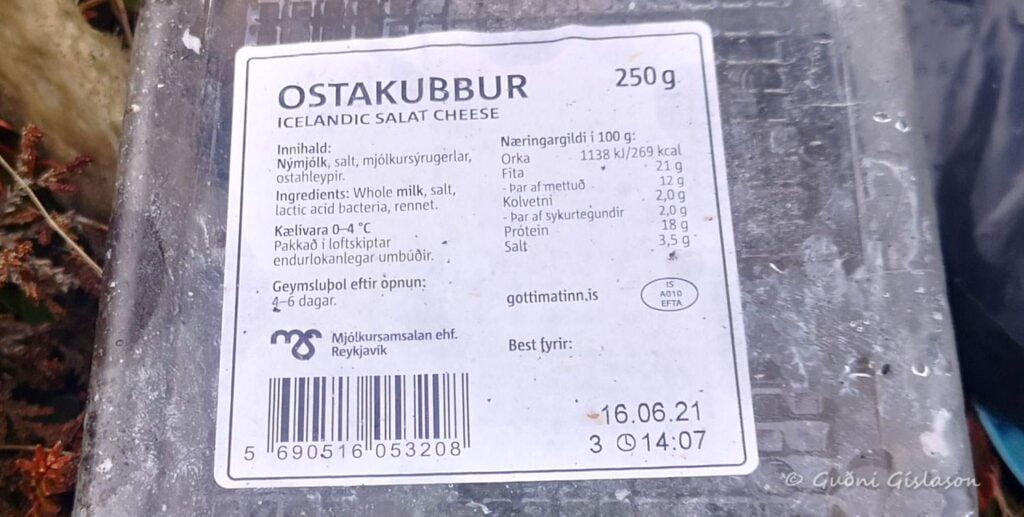 OSTAKUBBUR
ICELANDIC SALAT CHEESE
250 g
Innihald:
Nýmjólk, salt, mjólkursýrugerlar,
ostahleypir.
Ingredients: Whole milk, salt,
lactic acid bacteria, rennet.
Kælivara 0–4 °C
Pakkað í loftskiptar
endurlokanlegar umbúðir.
Geymsluþol eftir opnun:
4–6 dagar.
ms Mjólkursamsalan ehf.
Reykjavík
5 690516 053208
Næringargildi í 100 g:
Orka 1138 kJ/269 kcal
Fita 21 g
- Þar af mettuð 12 g
Kolvetni 2,0 g
- Þar af sykurtegundir 2,0 g
Prótein 18 g
Salt 3,5 g
gottimatinn.is
IS
A010
EFTA
Best fyrir:
16.06.21
3 14:07
© Guðni Gíslason